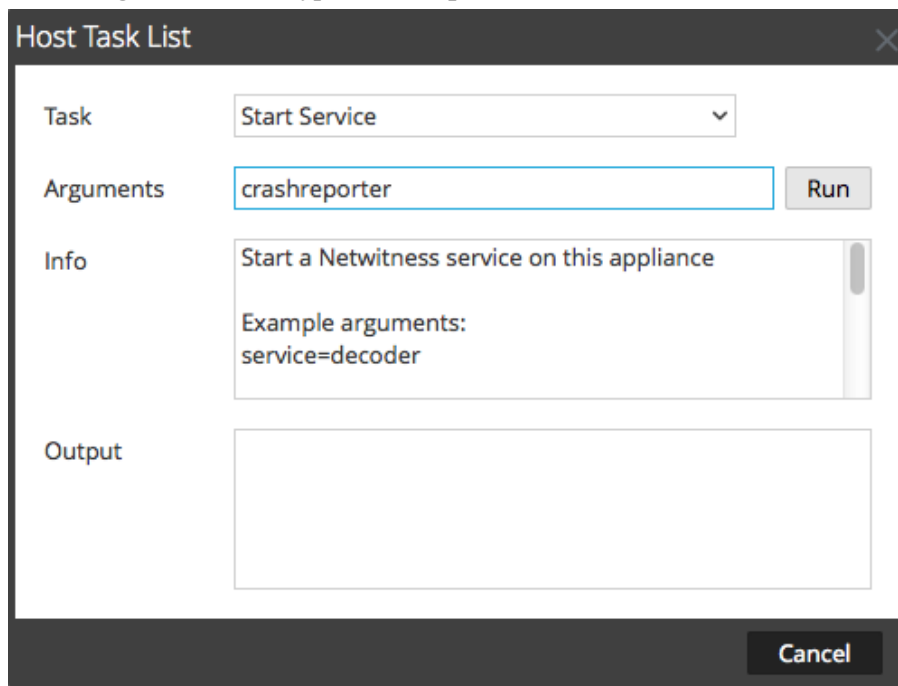 Host Task List
Task
Start Service
Arguments
crashreporter
Run
Info
Start a Netwitness service on this appliance
Example arguments:
service=decoder
Output
Cancel